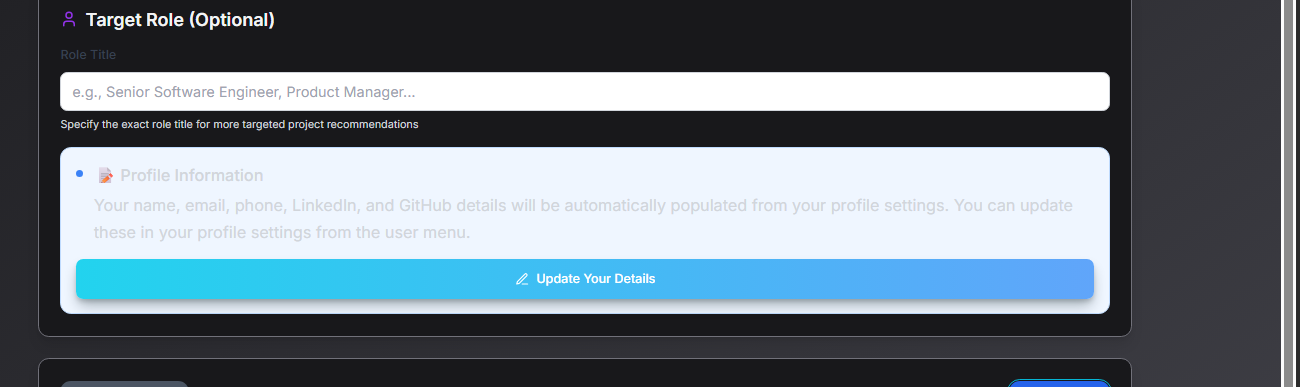 Target Role (Optional)
Role Title
e.g., Senior Software Engineer, Product Manager...
Specify the exact role title for more targeted project recommendations
📝 Profile Information
Your name, email, phone, LinkedIn, and GitHub details will be automatically populated from your profile settings. You can update
these in your profile settings from the user menu.
Update Your Details